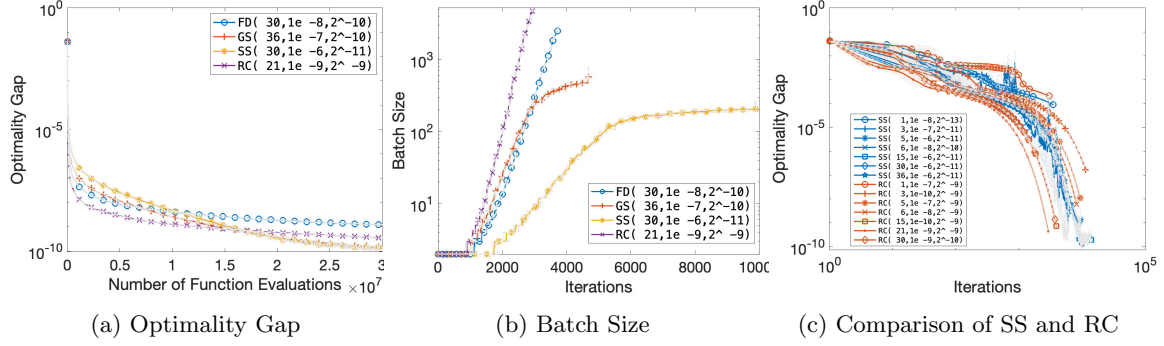 10^0
10^-5
10^-10
Optimality Gap
FD( 30,1e -8,2^-10)
GS( 36,1e -7,2^-10)
SS( 30,1e -6,2^-11)
RC( 21,1e -9,2^ -9)
0 0.5 1 1.5 2 2.5 3
Number of Function Evaluations ×10^7
(a) Optimality Gap
10^3
10^2
10^1
Batch Size
FD( 30,1e -8,2^-10)
GS( 36,1e -7,2^-10)
SS( 30,1e -6,2^-11)
RC( 21,1e -9,2^ -9)
0 2000 4000 6000 8000 10000
Iterations
(b) Batch Size
10^0
10^-5
10^-10
Optimality Gap
SS( 1,1e -8,2^-13)
SS( 3,1e -7,2^-11)
SS( 5,1e -6,2^-11)
SS( 6,1e -8,2^-10)
SS( 15,1e -6,2^-11)
SS( 30,1e -6,2^-11)
SS( 36,1e -6,2^-11)
RC( 1,1e -7,2^ -9)
RC( 3,1e-10,2^ -9)
RC( 5,1e -7,2^ -9)
RC( 6,1e -8,2^ -9)
RC( 15,1e-10,2^ -9)
RC( 21,1e -9,2^ -9)
RC( 30,1e -9,2^-10)
10^0 10^5
Iterations
(c) Comparison of SS and RC